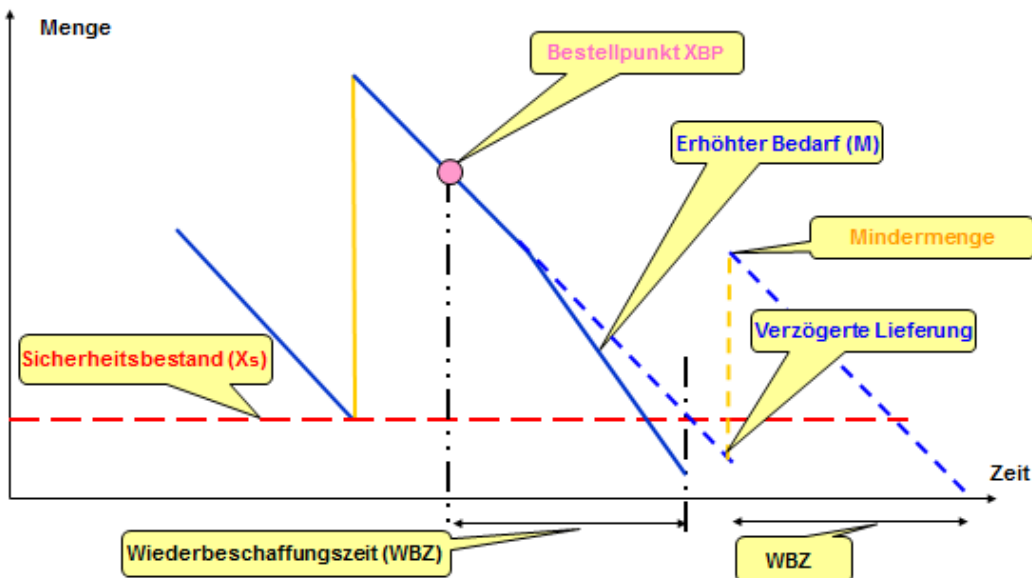 Menge
Bestellpunkt XBP
Erhöhter Bedarf (M)
Mindermenge
Verzögerte Lieferung
Sicherheitsbestand (Xs)
Zeit
Wiederbeschaffungszeit (WBZ)
WBZ